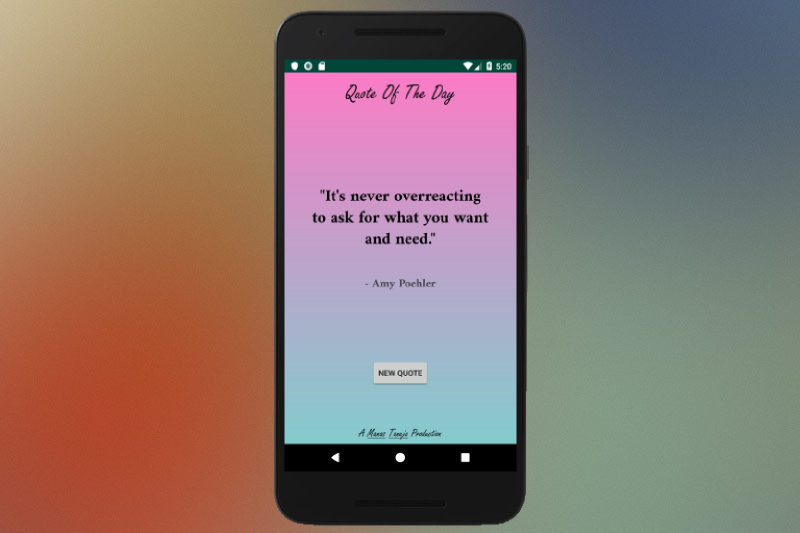 5:20
Quote Of The Day
"It's never overreacting
to ask for what you want
and need."
- Amy Poehler
NEW QUOTE
A Manas Taneja Production